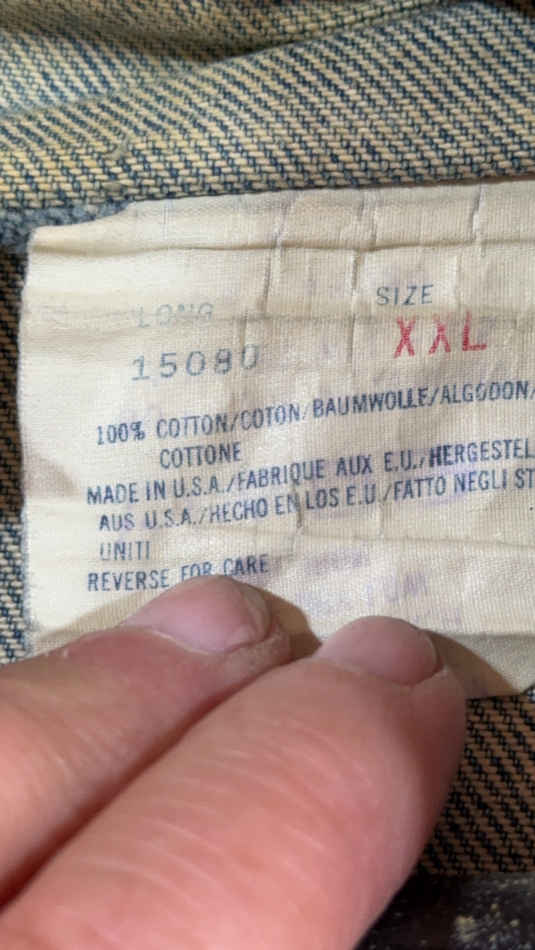 SIZE
LONG
XXL
15080
100% COTTON/COTON/BAUMWOLLE/ALGODON/
COTTONE
MADE IN U.S.A./FABRIQUE AUX E.U./HERGESTEL
AUS U.S.A./HECHO EN LOS E.U./FATTO NEGLI ST
UNITI
REVERSE FOR CARE